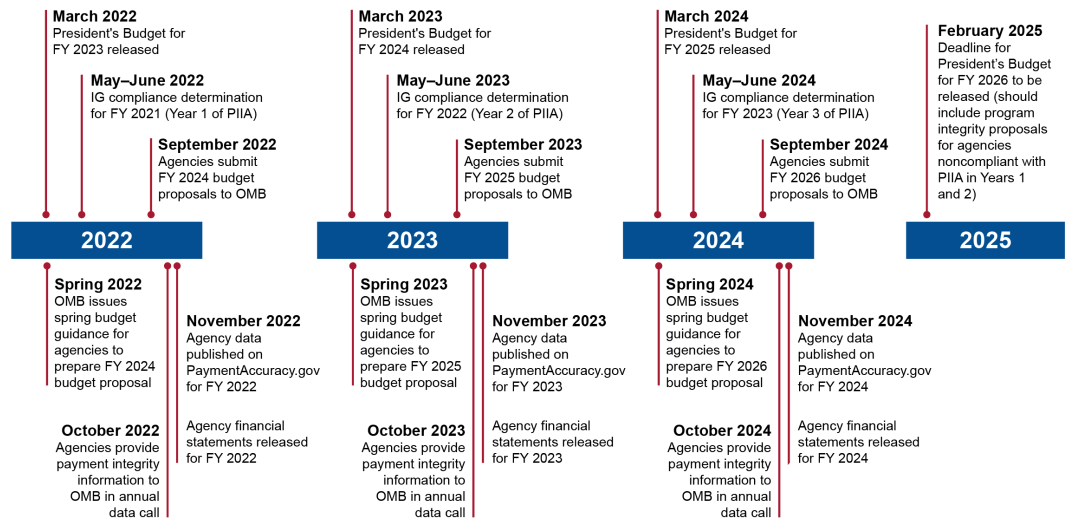 March 2022
President's Budget for
FY 2023 released
May–June 2022
IG compliance determination
for FY 2021 (Year 1 of PIIA)
September 2022
Agencies submit
FY 2024 budget
proposals to OMB
March 2023
President's Budget for
FY 2024 released
May–June 2023
IG compliance determination
for FY 2022 (Year 2 of PIIA)
September 2023
Agencies submit
FY 2025 budget
proposals to OMB
March 2024
President's Budget for
FY 2025 released
May–June 2024
IG compliance determination
for FY 2023 (Year 3 of PIIA)
September 2024
Agencies submit
FY 2026 budget
proposals to OMB
February 2025
Deadline for
President’s Budget
for FY 2026 to be
released (should
include program
integrity proposals
for agencies
noncompliant with
PIIA in Years 1
and 2)
2022
2023
2024
2025
Spring 2022
OMB issues
spring budget
guidance for
agencies to
prepare FY 2024
budget proposal
October 2022
Agencies provide
payment integrity
information to
OMB in annual
data call
November 2022
Agency data
published on
PaymentAccuracy.gov
for FY 2022
Agency financial
statements released
for FY 2022
Spring 2023
OMB issues
spring budget
guidance for
agencies to
prepare FY 2025
budget proposal
October 2023
Agencies provide
payment integrity
information to
OMB in annual
data call
November 2023
Agency data
published on
PaymentAccuracy.gov
for FY 2023
Agency financial
statements released
for FY 2023
Spring 2024
OMB issues
spring budget
guidance for
agencies to
prepare FY 2026
budget proposal
October 2024
Agencies provide
payment integrity
information to
OMB in annual
data call
November 2024
Agency data
published on
PaymentAccuracy.gov
for FY 2024
Agency financial
statements released
for FY 2024